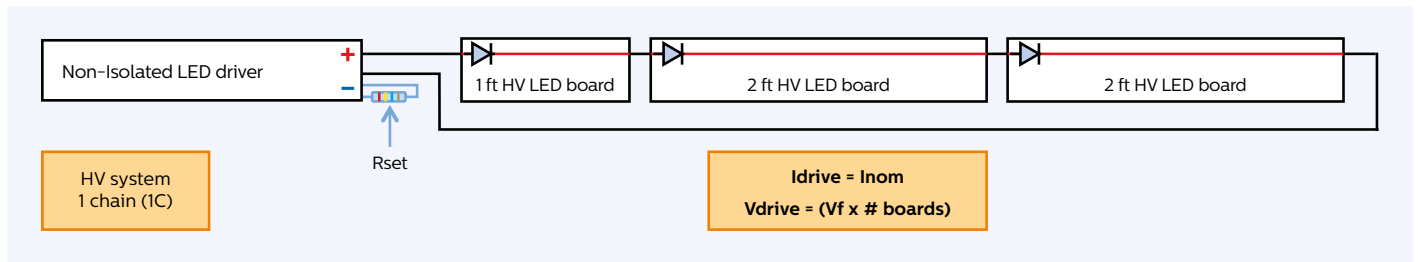 Non-Isolated LED driver
+
−
1 ft HV LED board
2 ft HV LED board
2 ft HV LED board
Rset
HV system
1 chain (1C)
Idrive = Inom
Vdrive = (Vf x # boards)